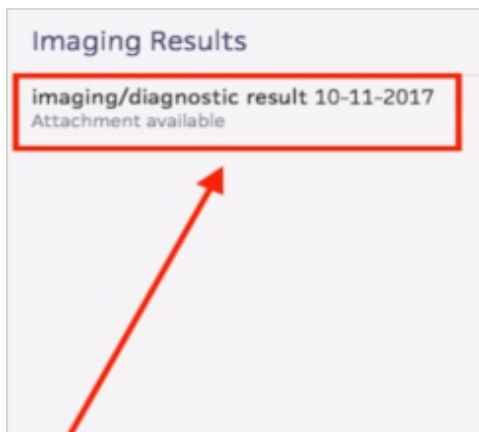 Imaging Results
imaging/diagnostic result 10-11-2017
Attachment available